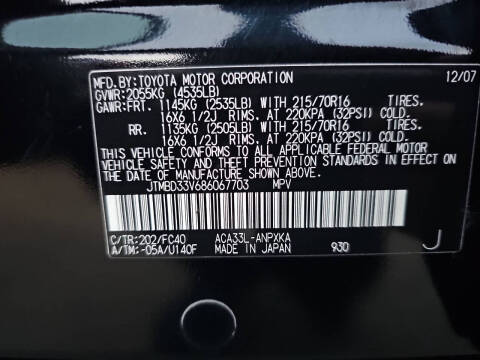 MFD.BY:TOYOTA MOTOR CORPORATION 12/07
GVWR:2055KG (4535LB)
GAWR:FRT. 1145KG (2535LB) WITH 215/70R16 TIRES.
16X6 1/2J RIMS. AT 220KPA (32PSI) COLD.
RR. 1135KG (2505LB) WITH 215/70R16 TIRES.
16X6 1/2J RIMS. AT 220KPA (32PSI) COLD.
THIS VEHICLE CONFORMS TO ALL APPLICABLE FEDERAL MOTOR
VEHICLE SAFETY, BUMPER, AND THEFT PREVENTION STANDARDS IN EFFECT ON
THE DATE OF MANUFACTURE SHOWN ABOVE.
JTMBD33V686067703 MPV
C/TR:202/FC40 ACA33L-ANPXKA
A/TM:-05A/U140F MADE IN JAPAN 930 J